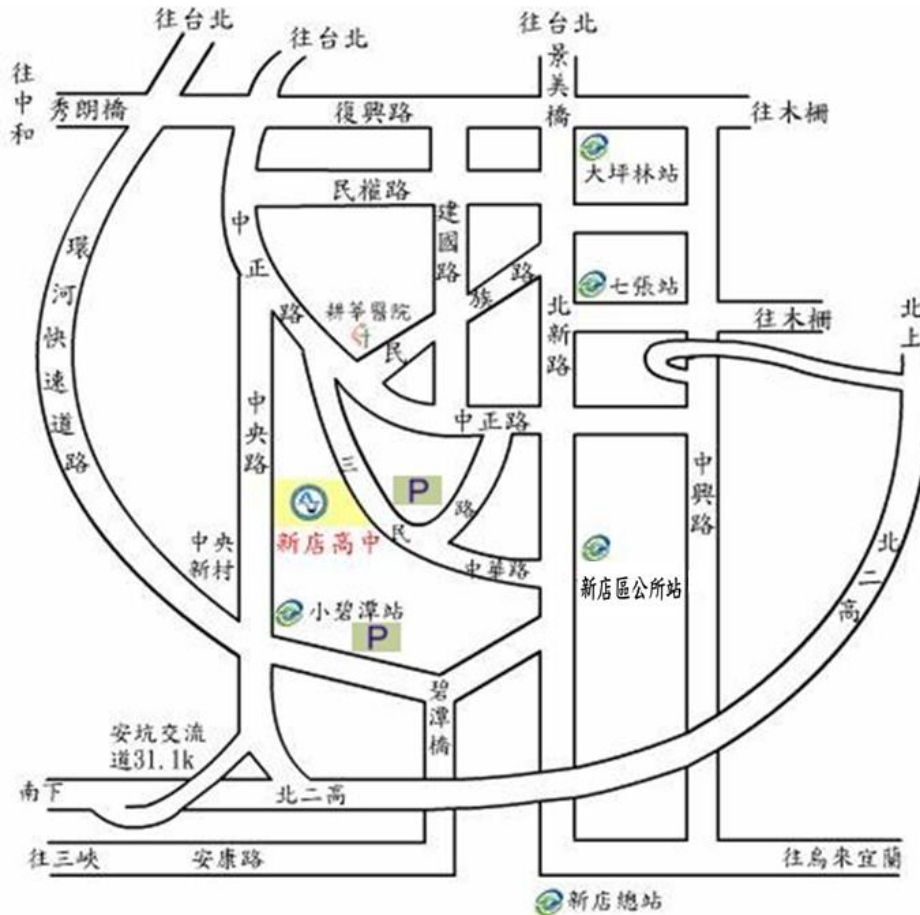 往台北
往台北
往台北
往中和
秀朗橋
復興路
景美橋
往木柵
大坪林站
民權路
建國路
中正路
環河快速道路
民族路
七張站
耕莘醫院
北新路
往木柵
北上
中央路
中正路
三民路
P
中興路
新店高中
中央新村
中華路
北二高
新店區公所站
小碧潭站
P
碧潭橋
安坑交流
道31.1k
南下
北二高
往三峽
安康路
往烏來宜蘭
新店總站